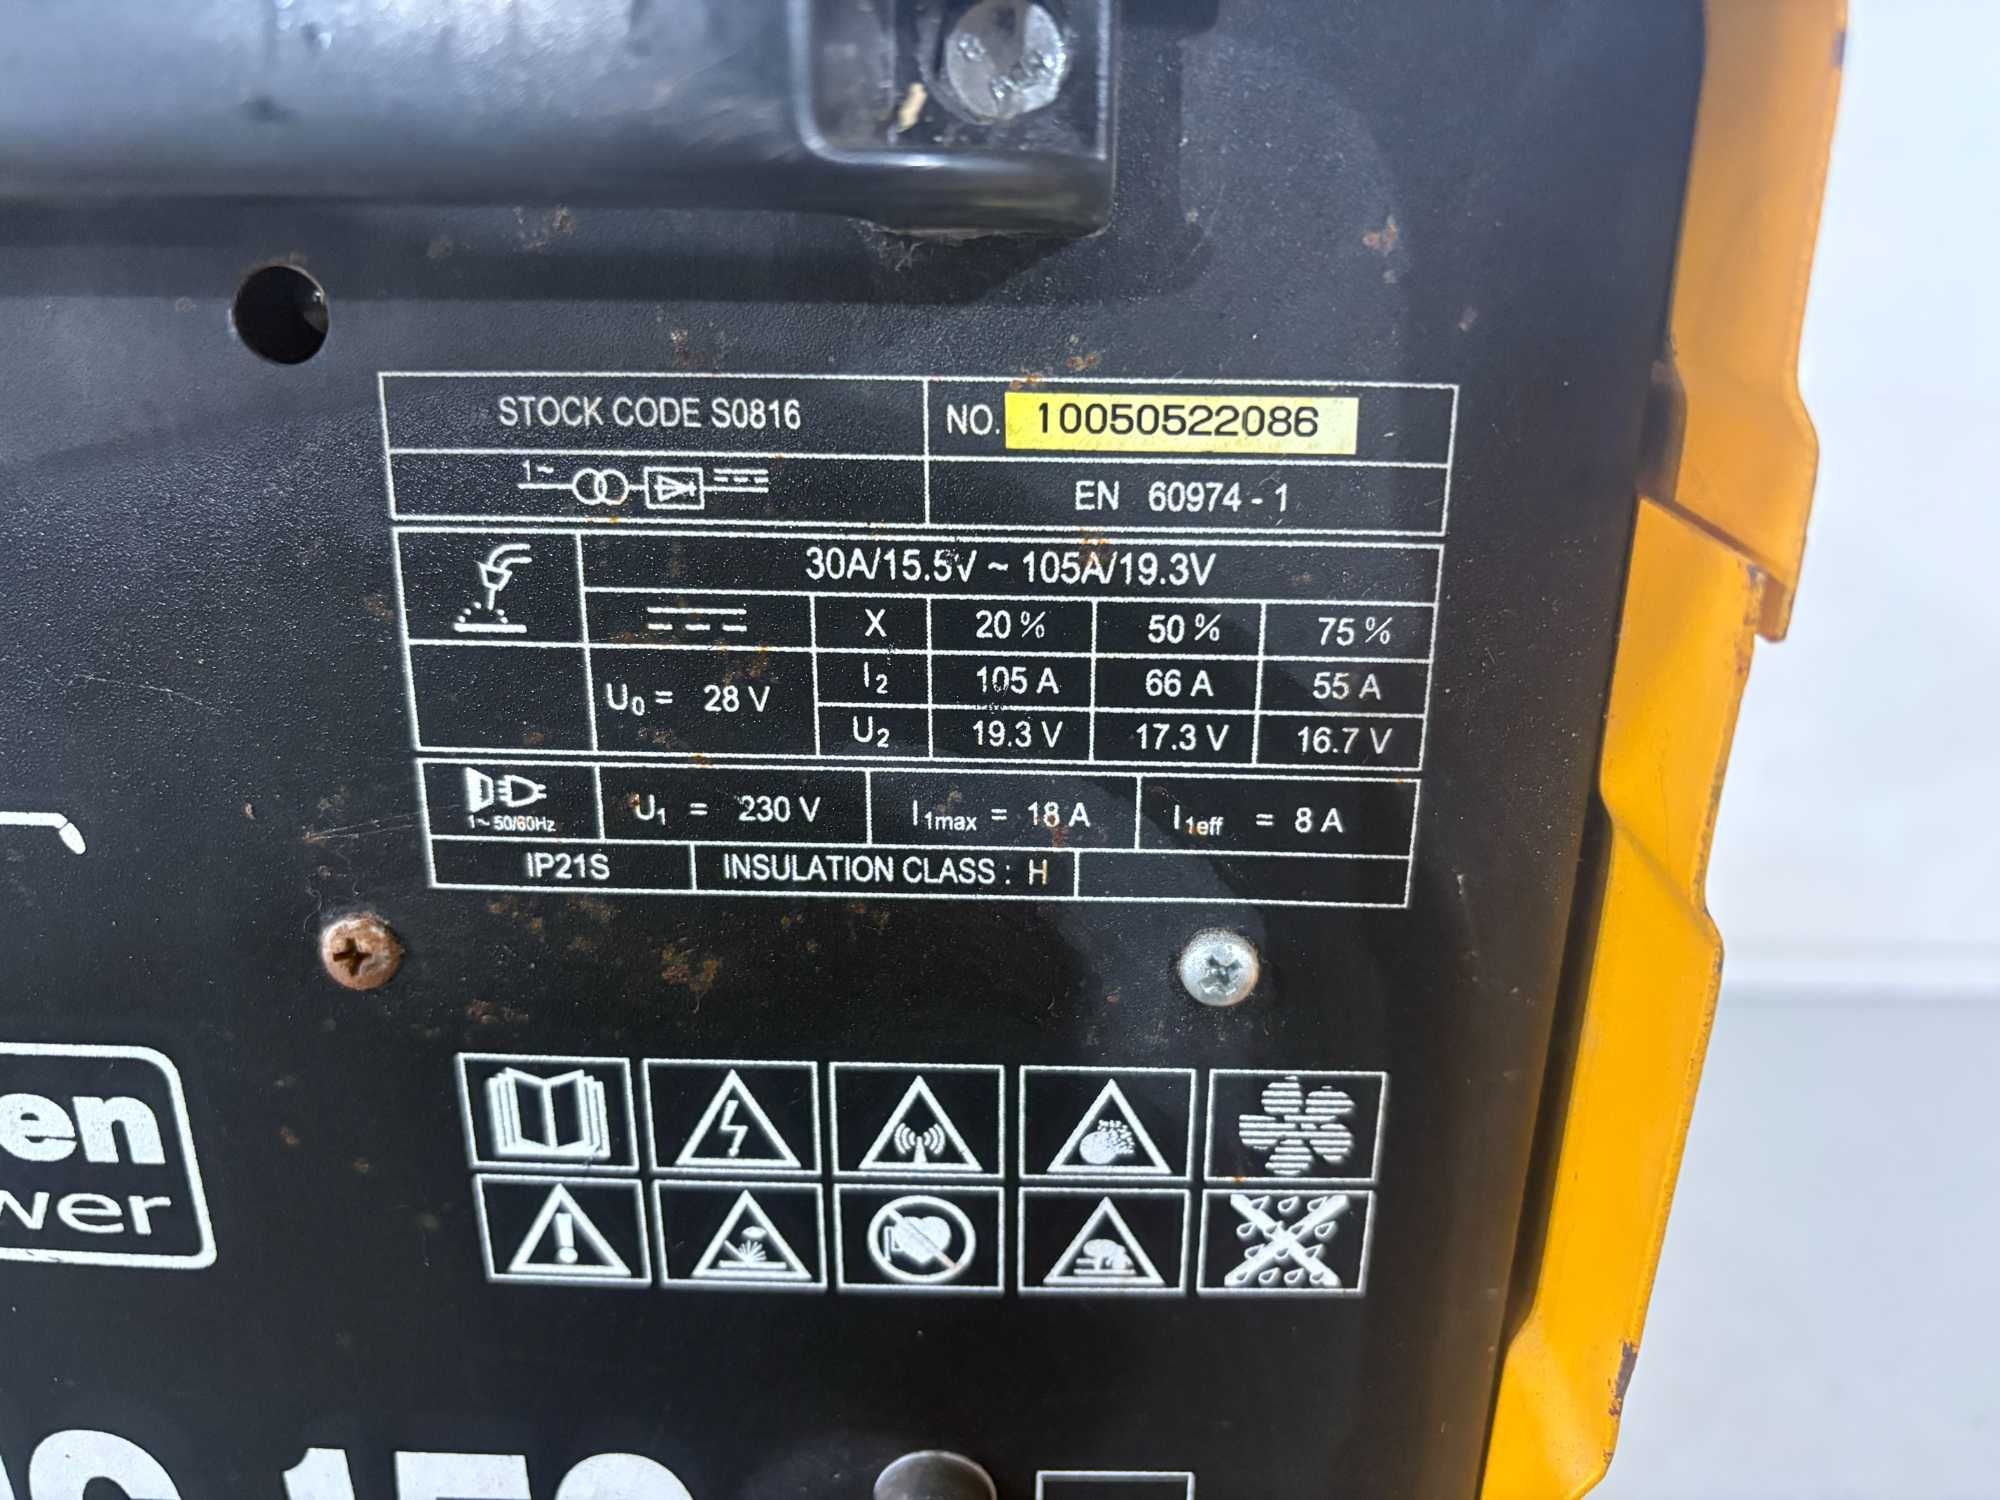 STOCK CODE S0816
NO. 10050522086
1~
EN 60974-1
30A/15.5V ~ 105A/19.3V
X 20% 50% 75%
U0 = 28 V
I2 105 A 66 A 55 A
U2 19.3 V 17.3 V 16.7 V
1~ 50/60Hz
U1 = 230 V
I1max = 18 A
I1eff = 8 A
IP21S
INSULATION CLASS : H
en
wer